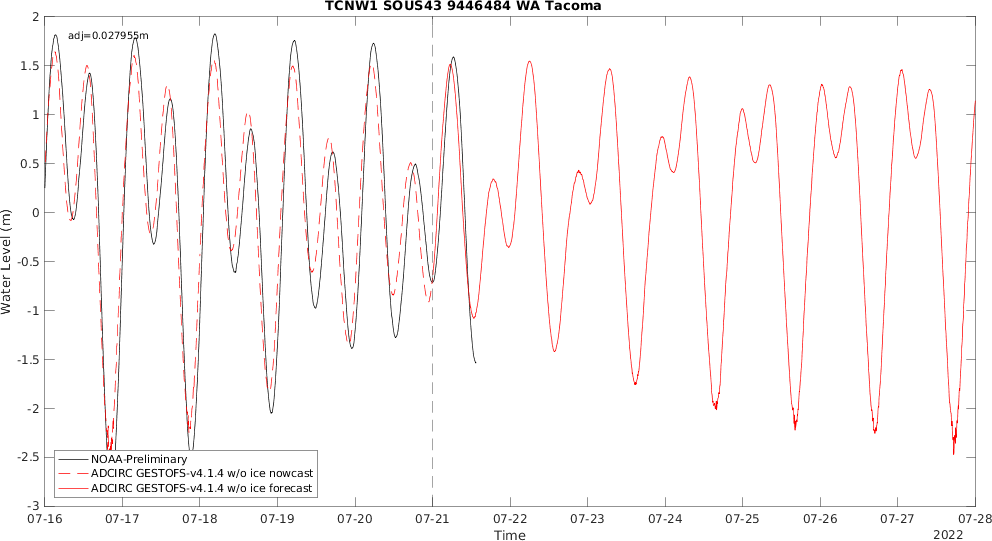 TCNW1 SOUS43 9446484 WA Tacoma
adj=0.027955m
2
1.5
1
0.5
0
-0.5
-1
-1.5
-2
-2.5
-3
Water Level (m)
NOAA-Preliminary
ADCIRC GESTOFS-v4.1.4 w/o ice nowcast
ADCIRC GESTOFS-v4.1.4 w/o ice forecast
07-16 07-17 07-18 07-19 07-20 07-21 07-22 07-23 07-24 07-25 07-26 07-27 07-28
Time
2022